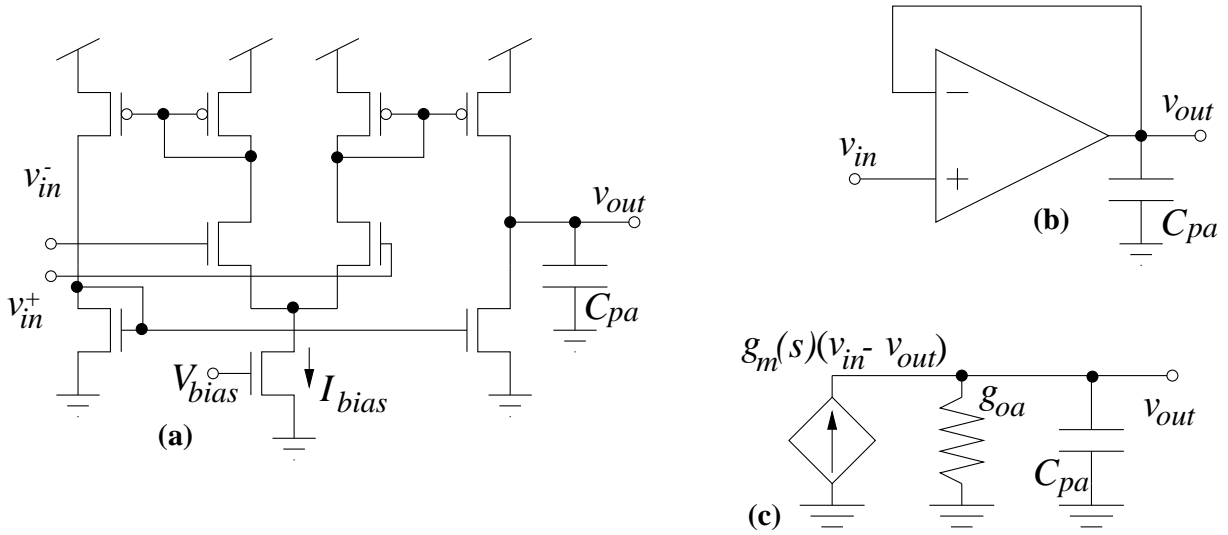 v_in^-
v_in^+
v_out
C_pa
V_bias
I_bias
(a)
v_in
−
+
v_out
C_pa
(b)
g_m(s)(v_in- v_out)
g_oa
v_out
C_pa
(c)